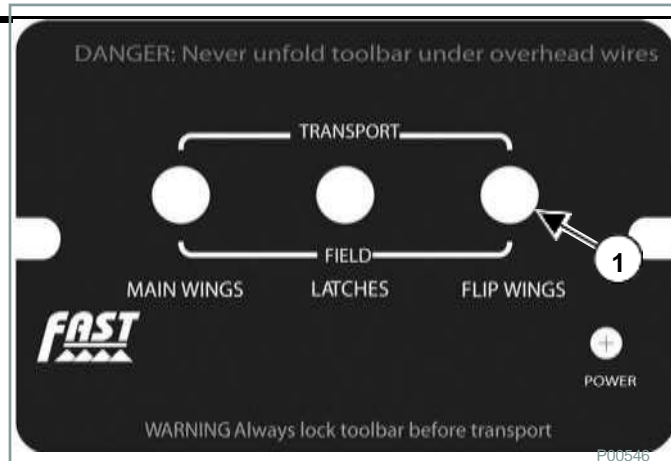 DANGER: Never unfold toolbar under overhead wires
TRANSPORT
FIELD
1
MAIN WINGS LATCHES FLIP WINGS
FAST
POWER
WARNING Always lock toolbar before transport
P00546